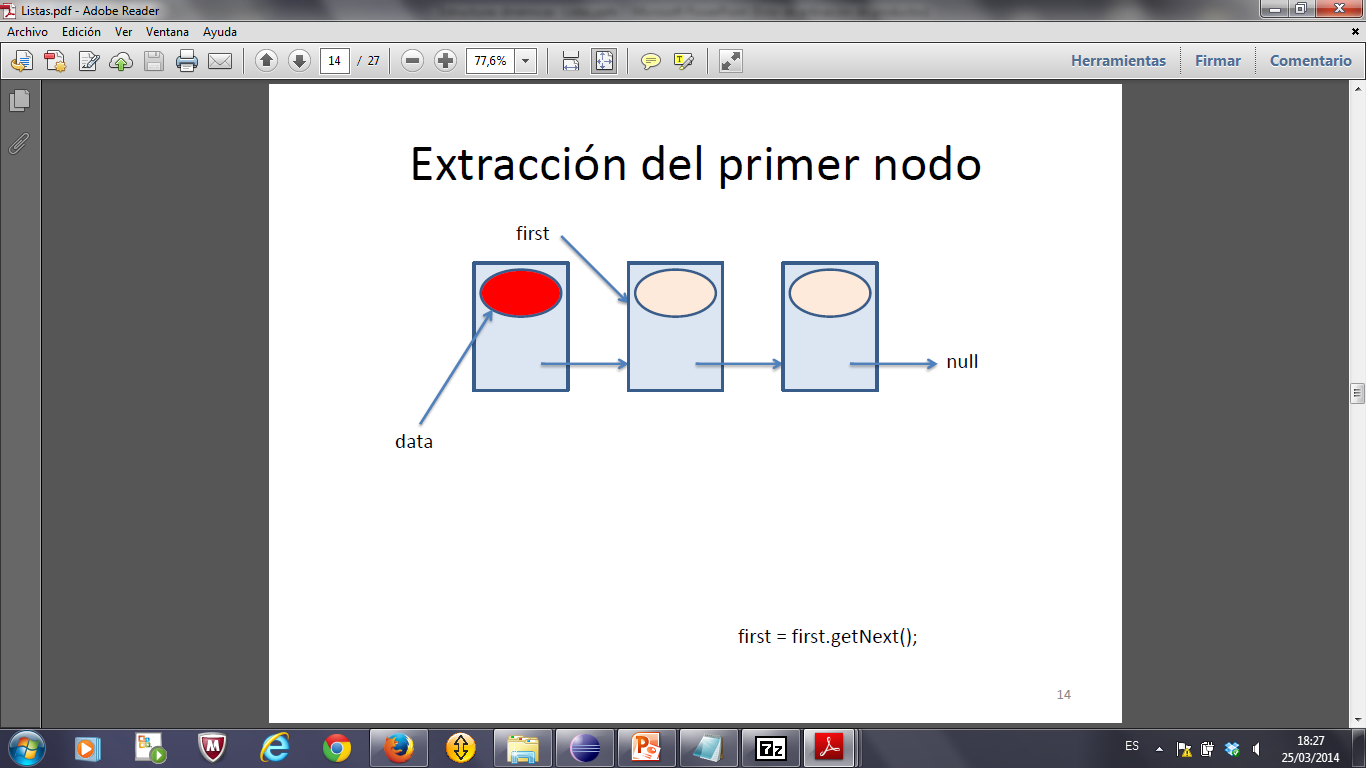 Listas.pdf - Adobe Reader
Archivo Edición Ver Ventana Ayuda
14 / 27 77,6% Herramientas Firmar Comentario
Extracción del primer nodo
first
null
data
first = first.getNext();
14
ES 18:27
25/03/2014